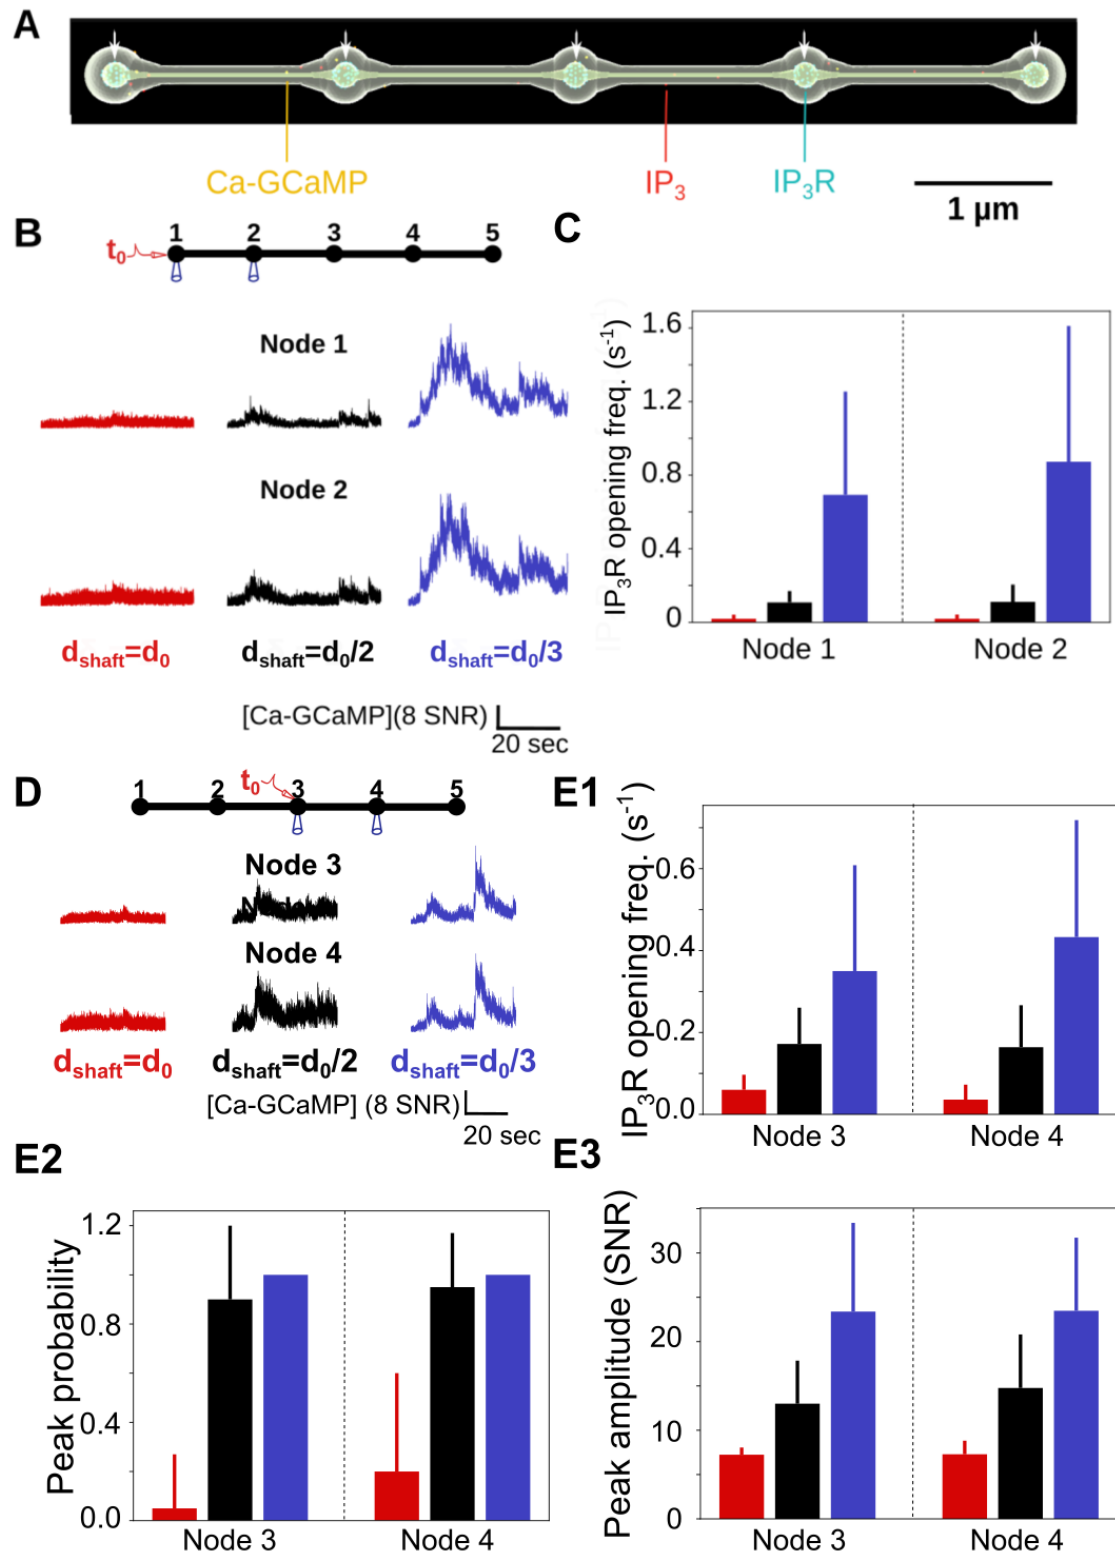 A
Ca-GCaMP
IP3
IP3R
1 µm
B
t0
1 2 3 4 5
Node 1
Node 2
dshaft=d0
dshaft=d0/2
dshaft=d0/3
[Ca-GCaMP](8 SNR)
20 sec
C
IP3R opening freq. (s-1)
1.6
1.2
0.8
0.4
0
Node 1
Node 2
D
t0
1 2 3 4 5
Node 3
Node 4
dshaft=d0
dshaft=d0/2
dshaft=d0/3
[Ca-GCaMP] (8 SNR)
20 sec
E1
IP3R opening freq. (s-1)
0.6
0.4
0.2
0.0
Node 3
Node 4
E2
Peak probability
1.2
0.8
0.4
0.0
Node 3
Node 4
E3
Peak amplitude (SNR)
30
20
10
0
Node 3
Node 4